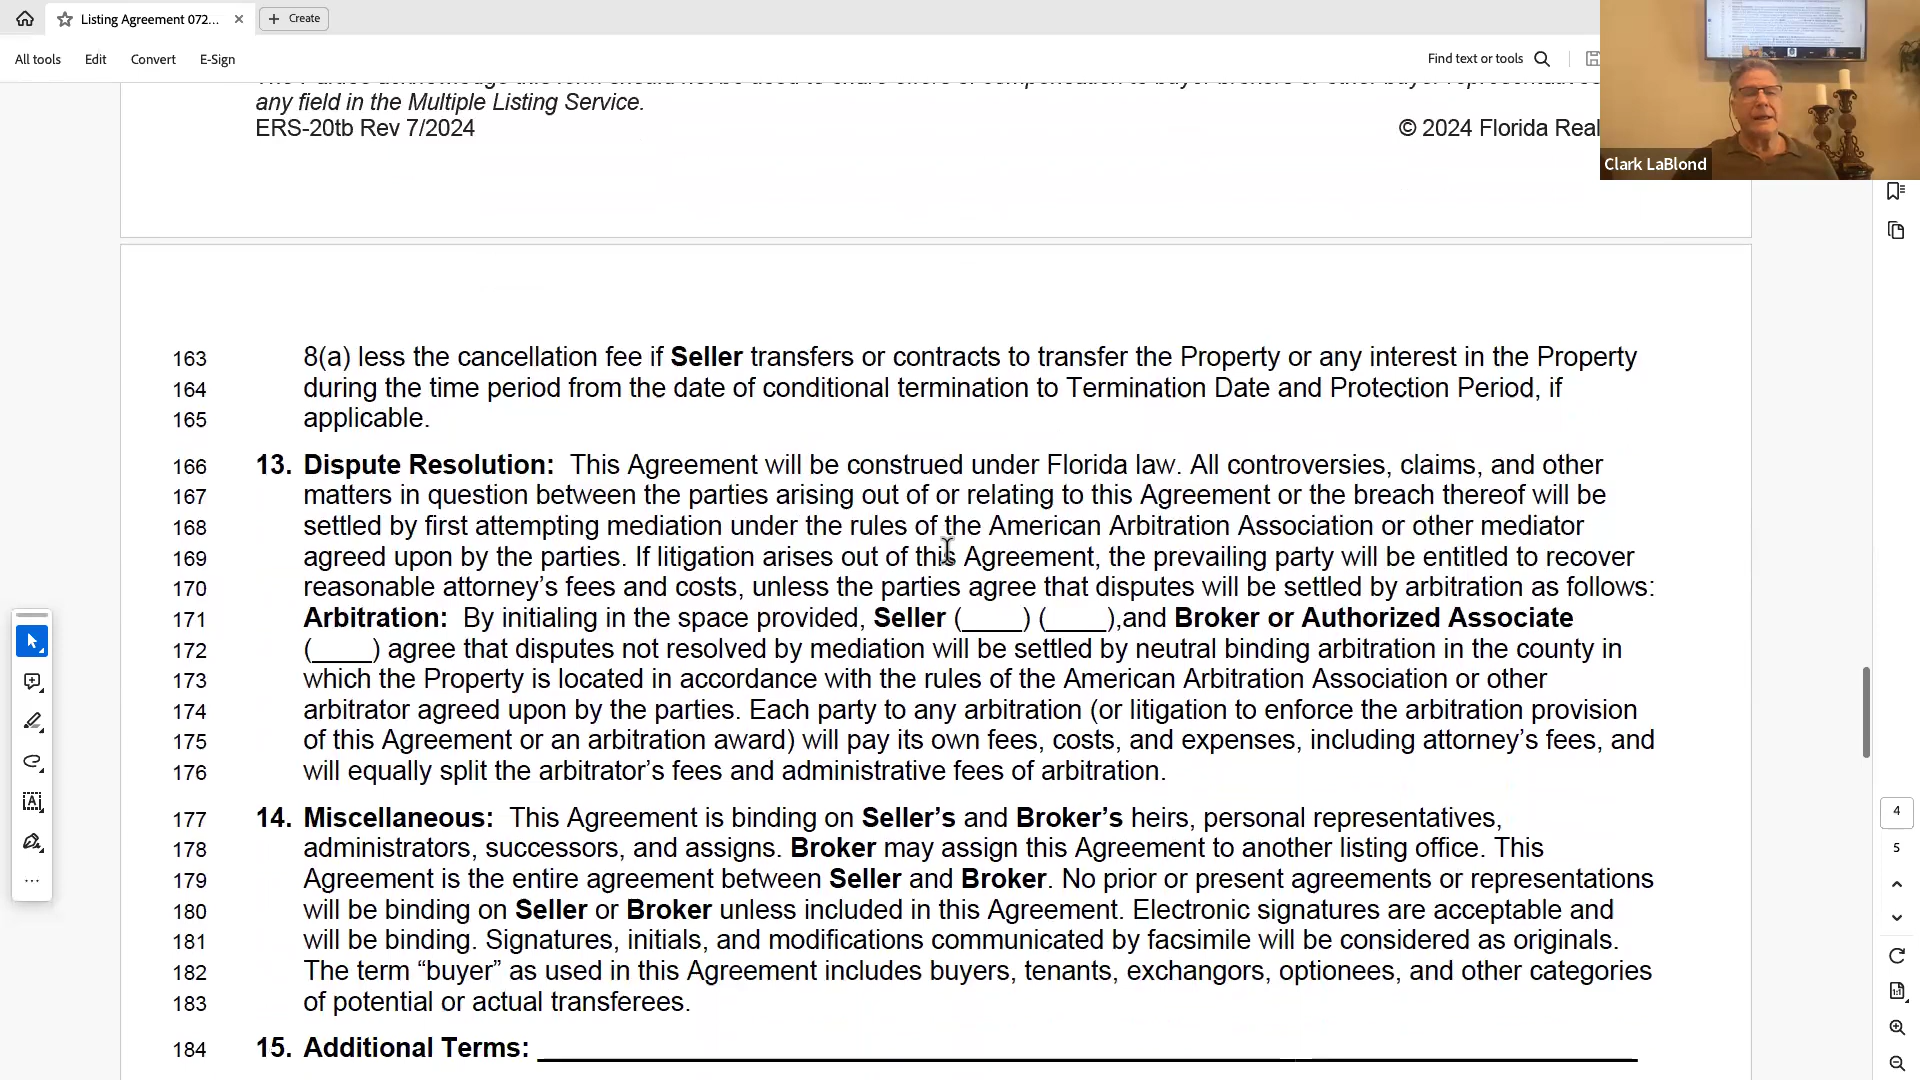 Listing Agreement 072...
Create
All tools
Edit
Convert
E-Sign
Find text or tools
Clark LaBlond
any field in the Multiple Listing Service.
ERS-20tb Rev 7/2024
© 2024 Florida Real
163 8(a) less the cancellation fee if Seller transfers or contracts to transfer the Property or any interest in the Property
164 during the time period from the date of conditional termination to Termination Date and Protection Period, if
165 applicable.
166 13. Dispute Resolution: This Agreement will be construed under Florida law. All controversies, claims, and other
167 matters in question between the parties arising out of or relating to this Agreement or the breach thereof will be
168 settled by first attempting mediation under the rules of the American Arbitration Association or other mediator
169 agreed upon by the parties. If litigation arises out of this Agreement, the prevailing party will be entitled to recover
170 reasonable attorney’s fees and costs, unless the parties agree that disputes will be settled by arbitration as follows:
171 Arbitration: By initialing in the space provided, Seller (____) (____),and Broker or Authorized Associate
172 (____) agree that disputes not resolved by mediation will be settled by neutral binding arbitration in the county in
173 which the Property is located in accordance with the rules of the American Arbitration Association or other
174 arbitrator agreed upon by the parties. Each party to any arbitration (or litigation to enforce the arbitration provision
175 of this Agreement or an arbitration award) will pay its own fees, costs, and expenses, including attorney’s fees, and
176 will equally split the arbitrator’s fees and administrative fees of arbitration.
177 14. Miscellaneous: This Agreement is binding on Seller’s and Broker’s heirs, personal representatives,
178 administrators, successors, and assigns. Broker may assign this Agreement to another listing office. This
179 Agreement is the entire agreement between Seller and Broker. No prior or present agreements or representations
180 will be binding on Seller or Broker unless included in this Agreement. Electronic signatures are acceptable and
181 will be binding. Signatures, initials, and modifications communicated by facsimile will be considered as originals.
182 The term “buyer” as used in this Agreement includes buyers, tenants, exchangors, optionees, and other categories
183 of potential or actual transferees.
184 15. Additional Terms:
4
5